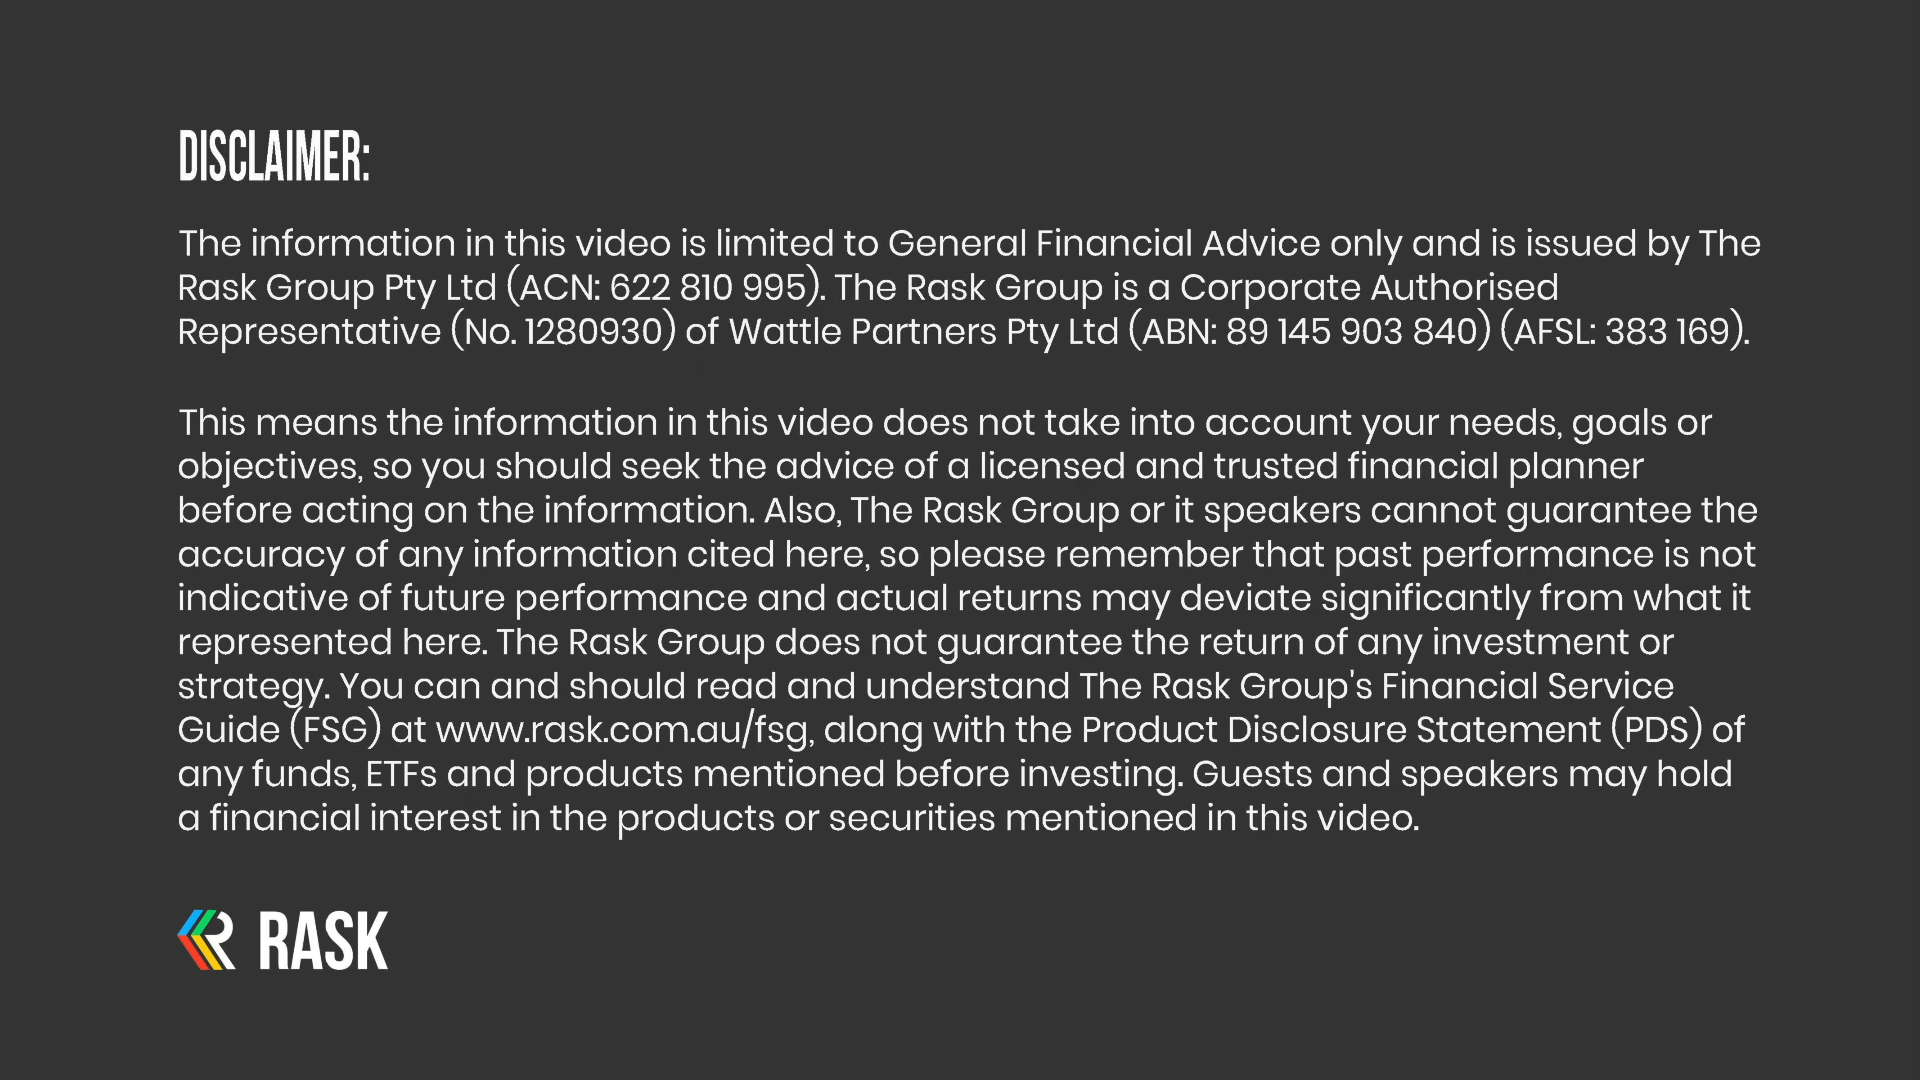 DISCLAIMER:
The information in this video is limited to General Financial Advice only and is issued by The
Rask Group Pty Ltd (ACN: 622 810 995). The Rask Group is a Corporate Authorised
Representative (No. 1280930) of Wattle Partners Pty Ltd (ABN: 89 145 903 840) (AFSL: 383 169).
This means the information in this video does not take into account your needs, goals or
objectives, so you should seek the advice of a licensed and trusted financial planner
before acting on the information. Also, The Rask Group or it speakers cannot guarantee the
accuracy of any information cited here, so please remember that past performance is not
indicative of future performance and actual returns may deviate significantly from what it
represented here. The Rask Group does not guarantee the return of any investment or
strategy. You can and should read and understand The Rask Group's Financial Service
Guide (FSG) at www.rask.com.au/fsg, along with the Product Disclosure Statement (PDS) of
any funds, ETFs and products mentioned before investing. Guests and speakers may hold
a financial interest in the products or securities mentioned in this video.
RASK